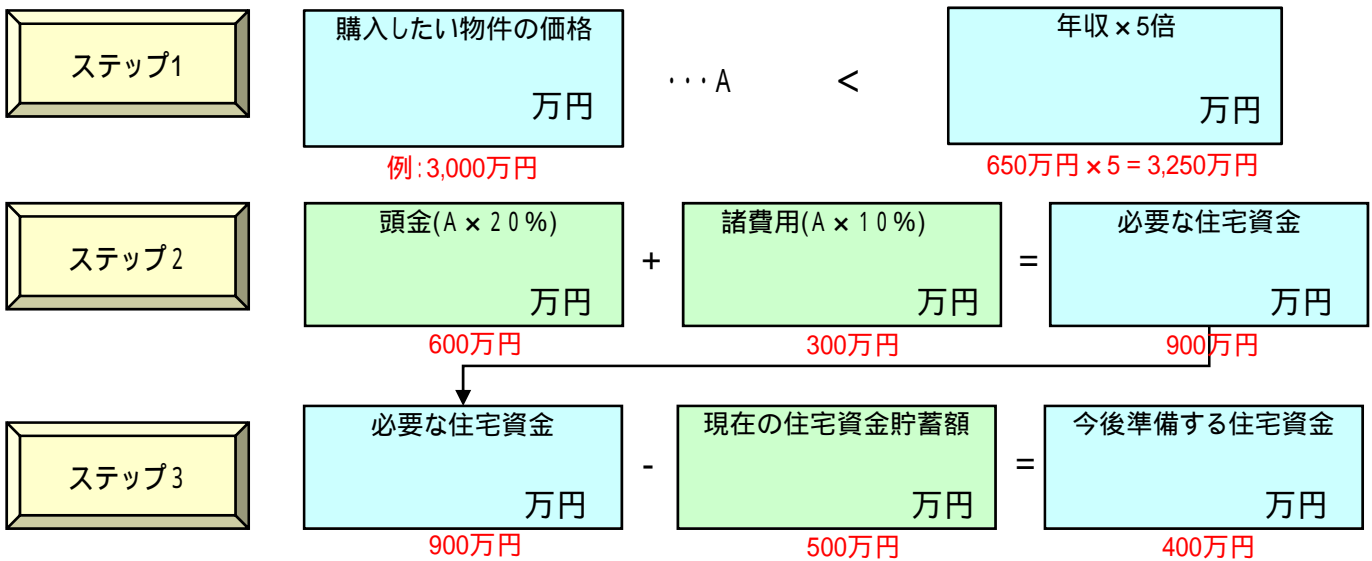 ステップ1
購入したい物件の価格
万円
･･･A
<
年収×5倍
万円
例:3,000万円
650万円×5=3,250万円
ステップ2
頭金(A×20%)
万円
+
諸費用(A×10%)
万円
=
必要な住宅資金
万円
600万円
300万円
900万円
ステップ3
必要な住宅資金
万円
-
現在の住宅資金貯蓄額
万円
=
今後準備する住宅資金
万円
900万円
500万円
400万円